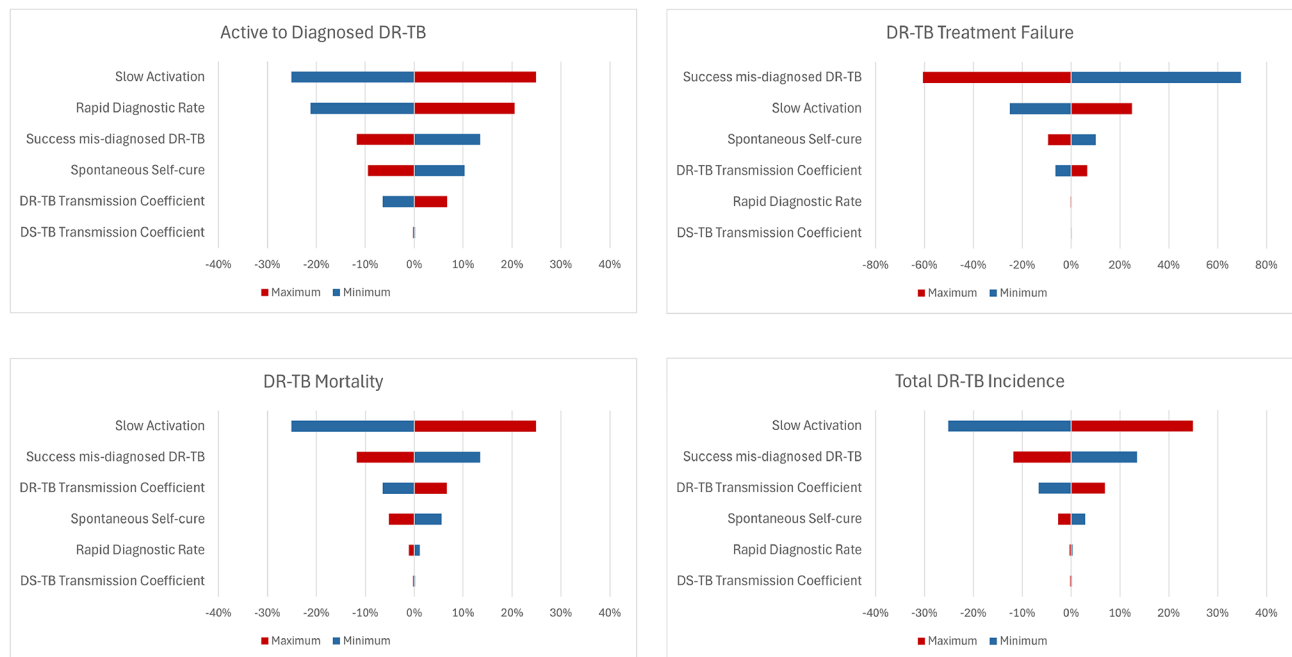 Active to Diagnosed DR-TB
Slow Activation
Rapid Diagnostic Rate
Success mis-diagnosed DR-TB
Spontaneous Self-cure
DR-TB Transmission Coefficient
DS-TB Transmission Coefficient
-40% -30% -20% -10% 0% 10% 20% 30% 40%
Maximum Minimum
DR-TB Treatment Failure
Success mis-diagnosed DR-TB
Slow Activation
Spontaneous Self-cure
DR-TB Transmission Coefficient
Rapid Diagnostic Rate
DS-TB Transmission Coefficient
-80% -60% -40% -20% 0% 20% 40% 60% 80%
Maximum Minimum
DR-TB Mortality
Slow Activation
Success mis-diagnosed DR-TB
DR-TB Transmission Coefficient
Spontaneous Self-cure
Rapid Diagnostic Rate
DS-TB Transmission Coefficient
-40% -30% -20% -10% 0% 10% 20% 30% 40%
Maximum Minimum
Total DR-TB Incidence
Slow Activation
Success mis-diagnosed DR-TB
DR-TB Transmission Coefficient
Spontaneous Self-cure
Rapid Diagnostic Rate
DS-TB Transmission Coefficient
-40% -30% -20% -10% 0% 10% 20% 30% 40%
Maximum Minimum